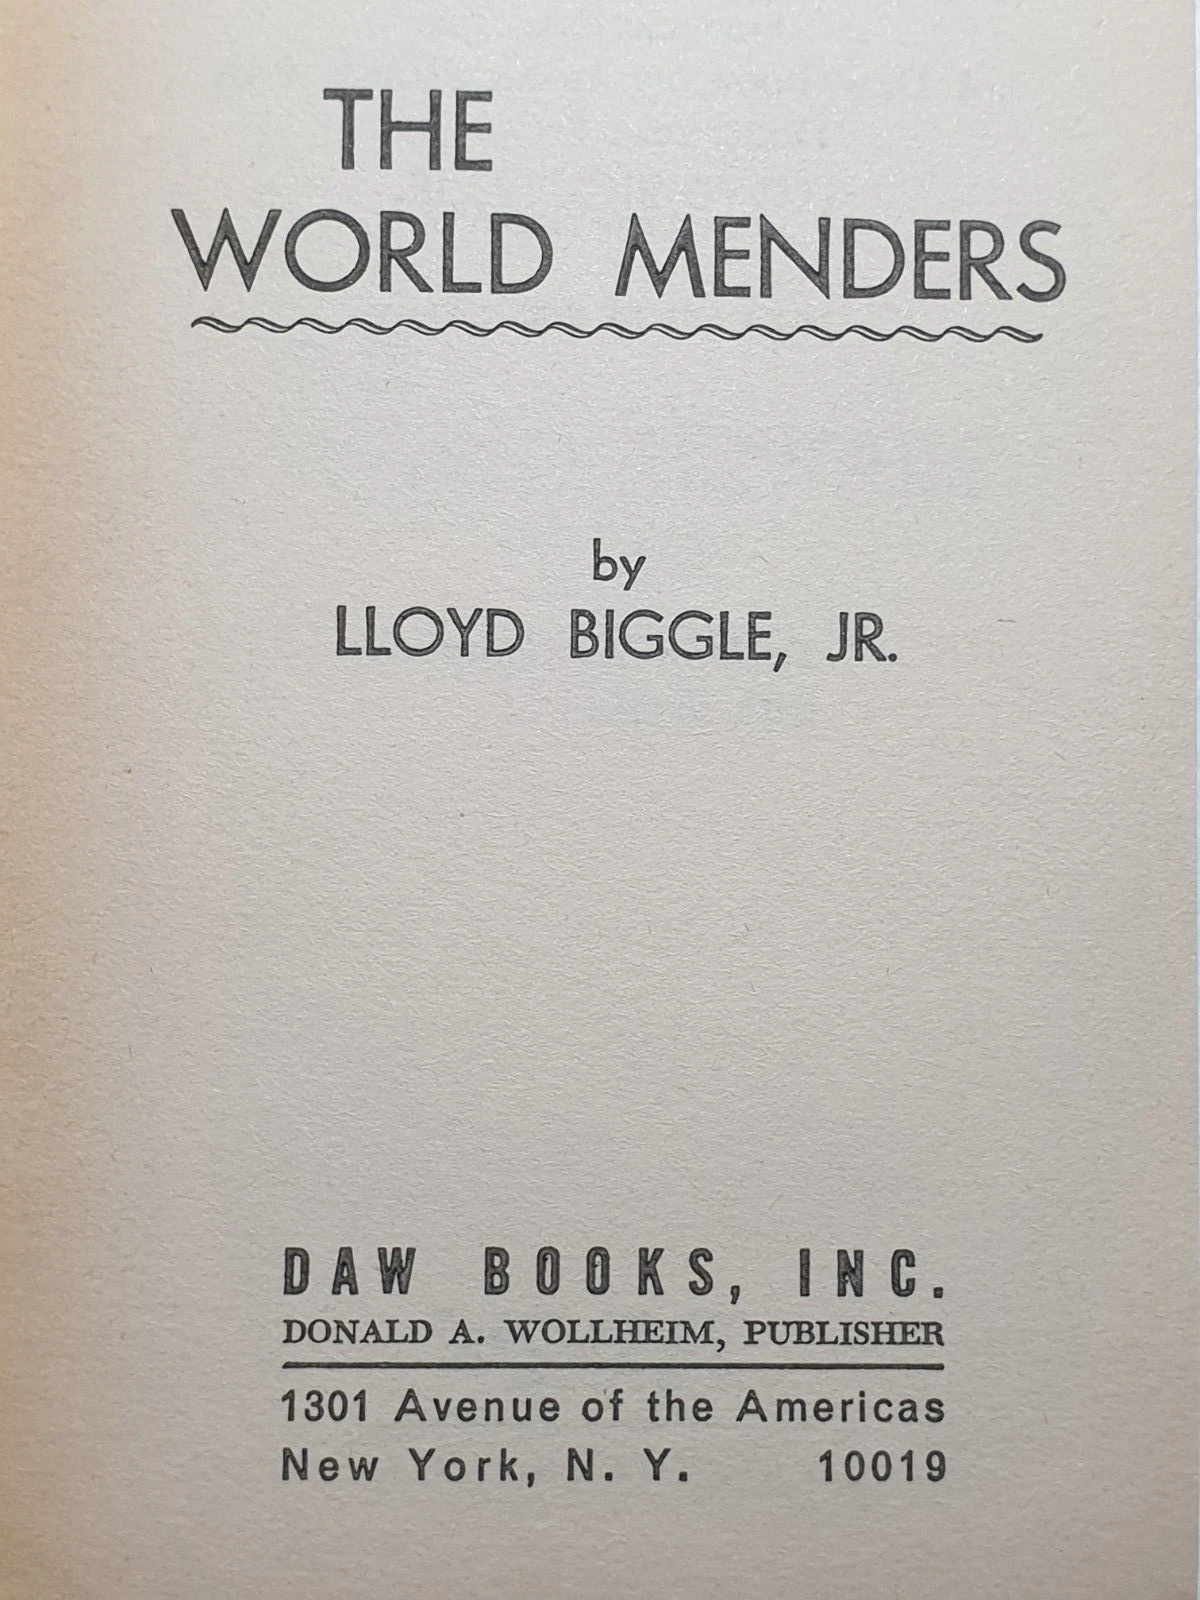 THE
WORLD MENDERS
by
LLOYD BIGGLE, JR.
DAW BOOKS, INC.
DONALD A. WOLLHEIM, PUBLISHER
1301 Avenue of the Americas
New York, N. Y. 10019